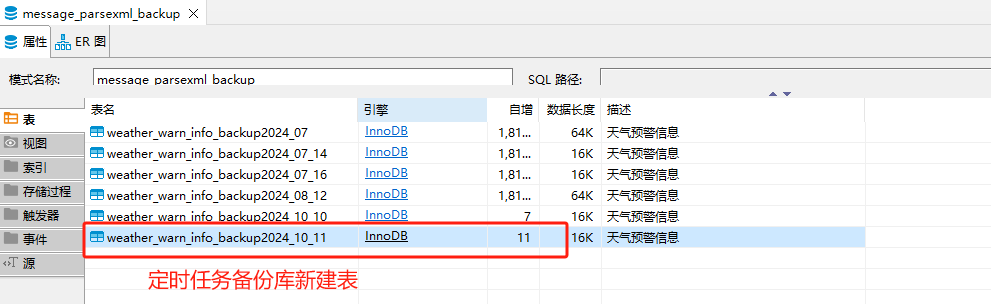 message_parsexml_backup
属性 ER 图
模式名称: message_parsexml_backup SQL 路径:
表名 引擎 自增 数据长度 描述
表
视图
索引
存储过程
触发器
事件
源
weather_warn_info_backup2024_07 InnoDB 1,81... 64K 天气预警信息
weather_warn_info_backup2024_07_14 InnoDB 1,81... 16K 天气预警信息
weather_warn_info_backup2024_07_16 InnoDB 1,81... 16K 天气预警信息
weather_warn_info_backup2024_08_12 InnoDB 1,81... 64K 天气预警信息
weather_warn_info_backup2024_10_10 InnoDB 7 16K 天气预警信息
weather_warn_info_backup2024_10_11 InnoDB 11 16K 天气预警信息
定时任务备份库新建表